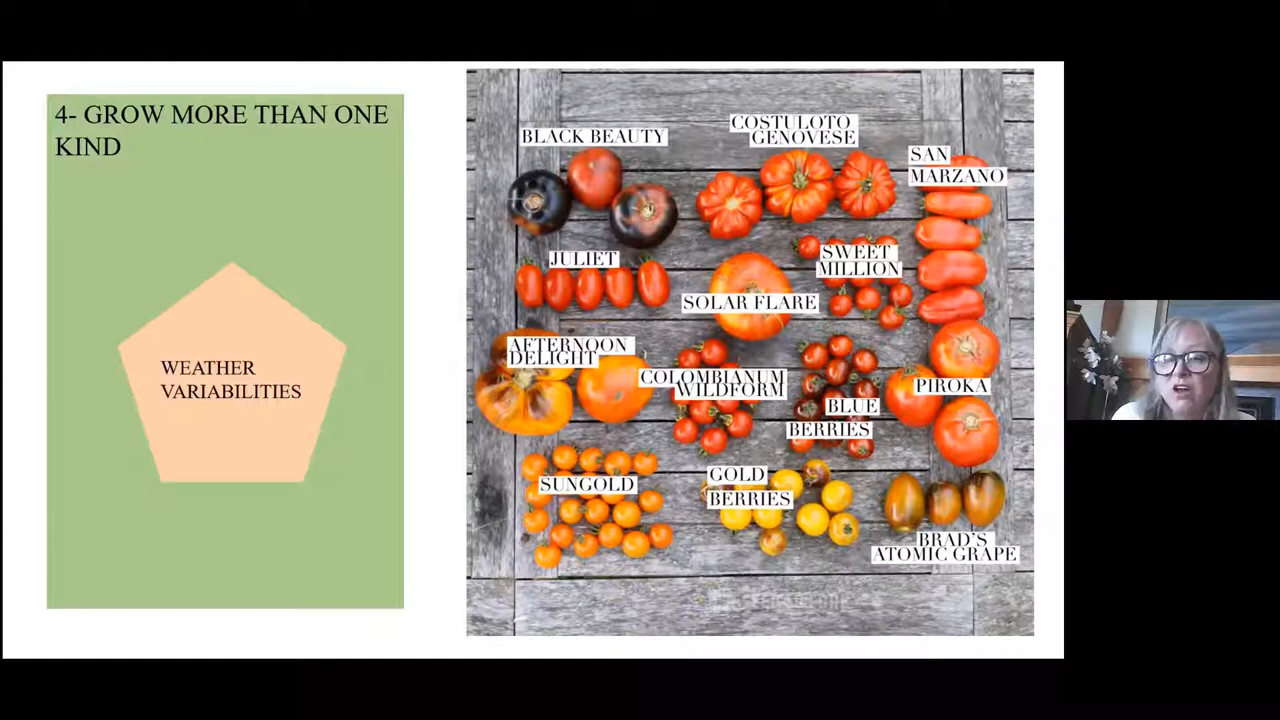 4- GROW MORE THAN ONE
KIND
WEATHER
VARIABILITIES
BLACK BEAUTY
COSTULOTO
GENOVESE
SAN
MARZANO
JULIET
SWEET
MILLION
SOLAR FLARE
AFTERNOON
DELIGHT
COLOMBIANUM
WILDFORM
PIROKA
BLUE
BERRIES
SUNGOLD
GOLD
BERRIES
BRAD'S
ATOMIC GRAPE